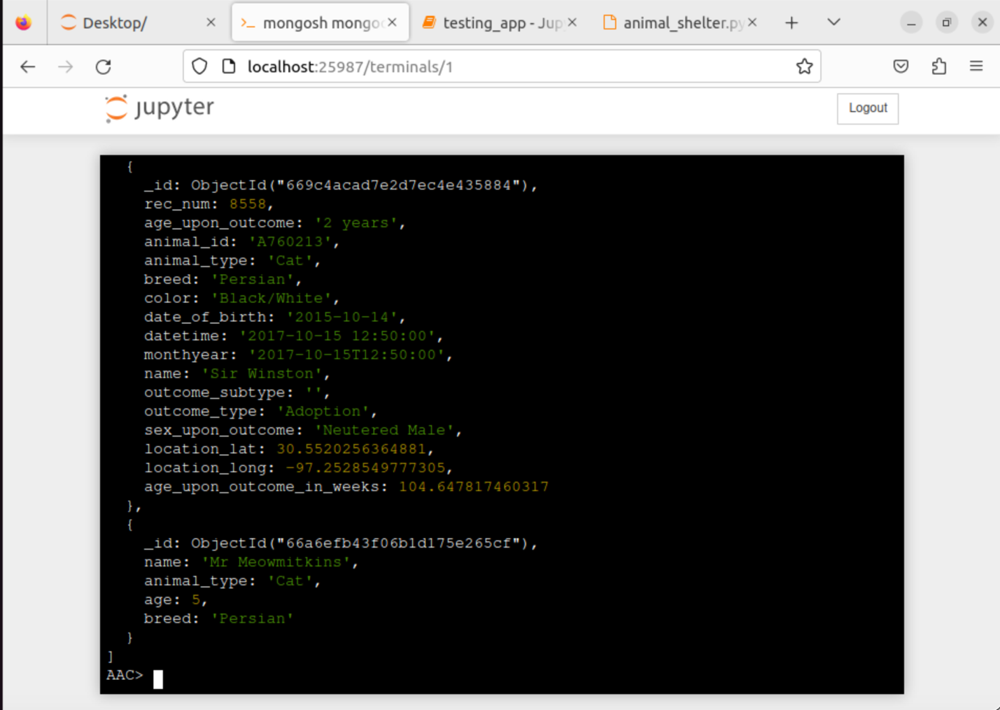 Desktop/
mongosh mongo
testing_app - Jup
animal_shelter.py
localhost:25987/terminals/1
jupyter
Logout
{
_id: ObjectId("669c4acad7e2d7ec4e435884"),
rec_num: 8558,
age_upon_outcome: '2 years',
animal_id: 'A760213',
animal_type: 'Cat',
breed: 'Persian',
color: 'Black/White',
date_of_birth: '2015-10-14',
datetime: '2017-10-15 12:50:00',
monthyear: '2017-10-15T12:50:00',
name: 'Sir Winston',
outcome_subtype: '',
outcome_type: 'Adoption',
sex_upon_outcome: 'Neutered Male',
location_lat: 30.5520256364881,
location_long: -97.2528549777305,
age_upon_outcome_in_weeks: 104.647817460317
},
{
_id: ObjectId("66a6efb43f06b1d175e265cf"),
name: 'Mr Meowmitkins',
animal_type: 'Cat',
age: 5,
breed: 'Persian'
}
]
AAC>